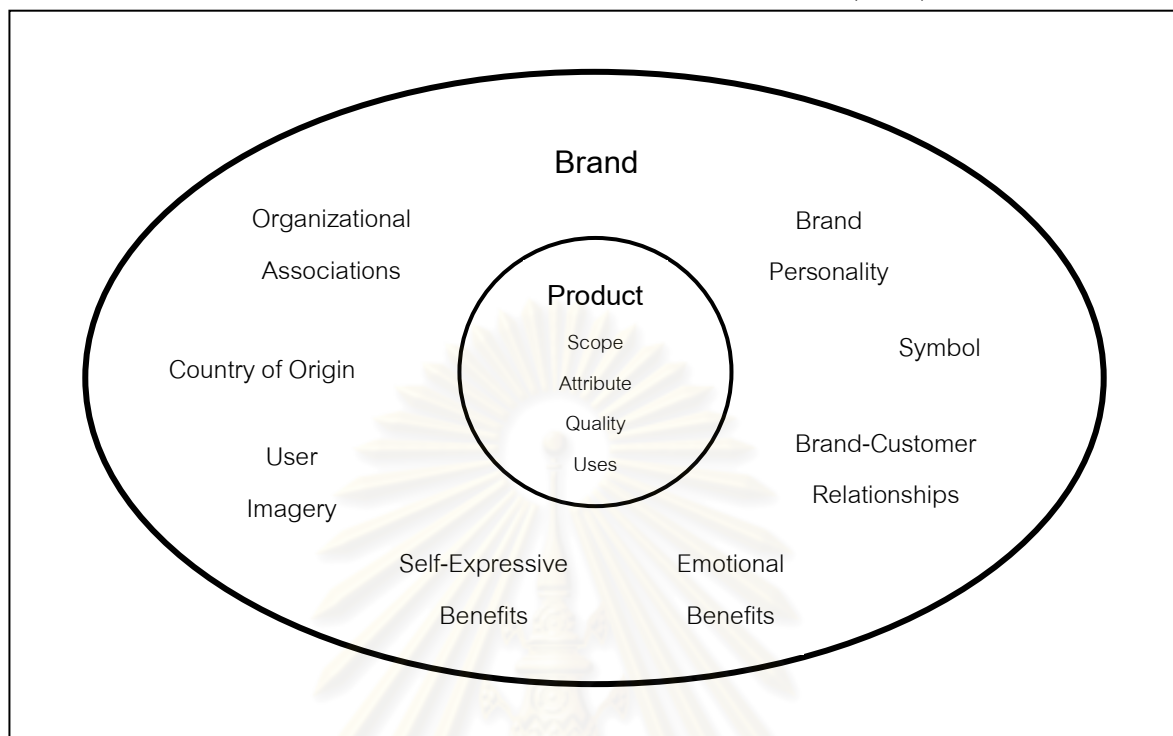 Brand
Organizational
Associations
Brand
Personality
Product
Scope
Attribute
Quality
Uses
Country of Origin
Symbol
User
Imagery
Brand-Customer
Relationships
Self-Expressive
Benefits
Emotional
Benefits